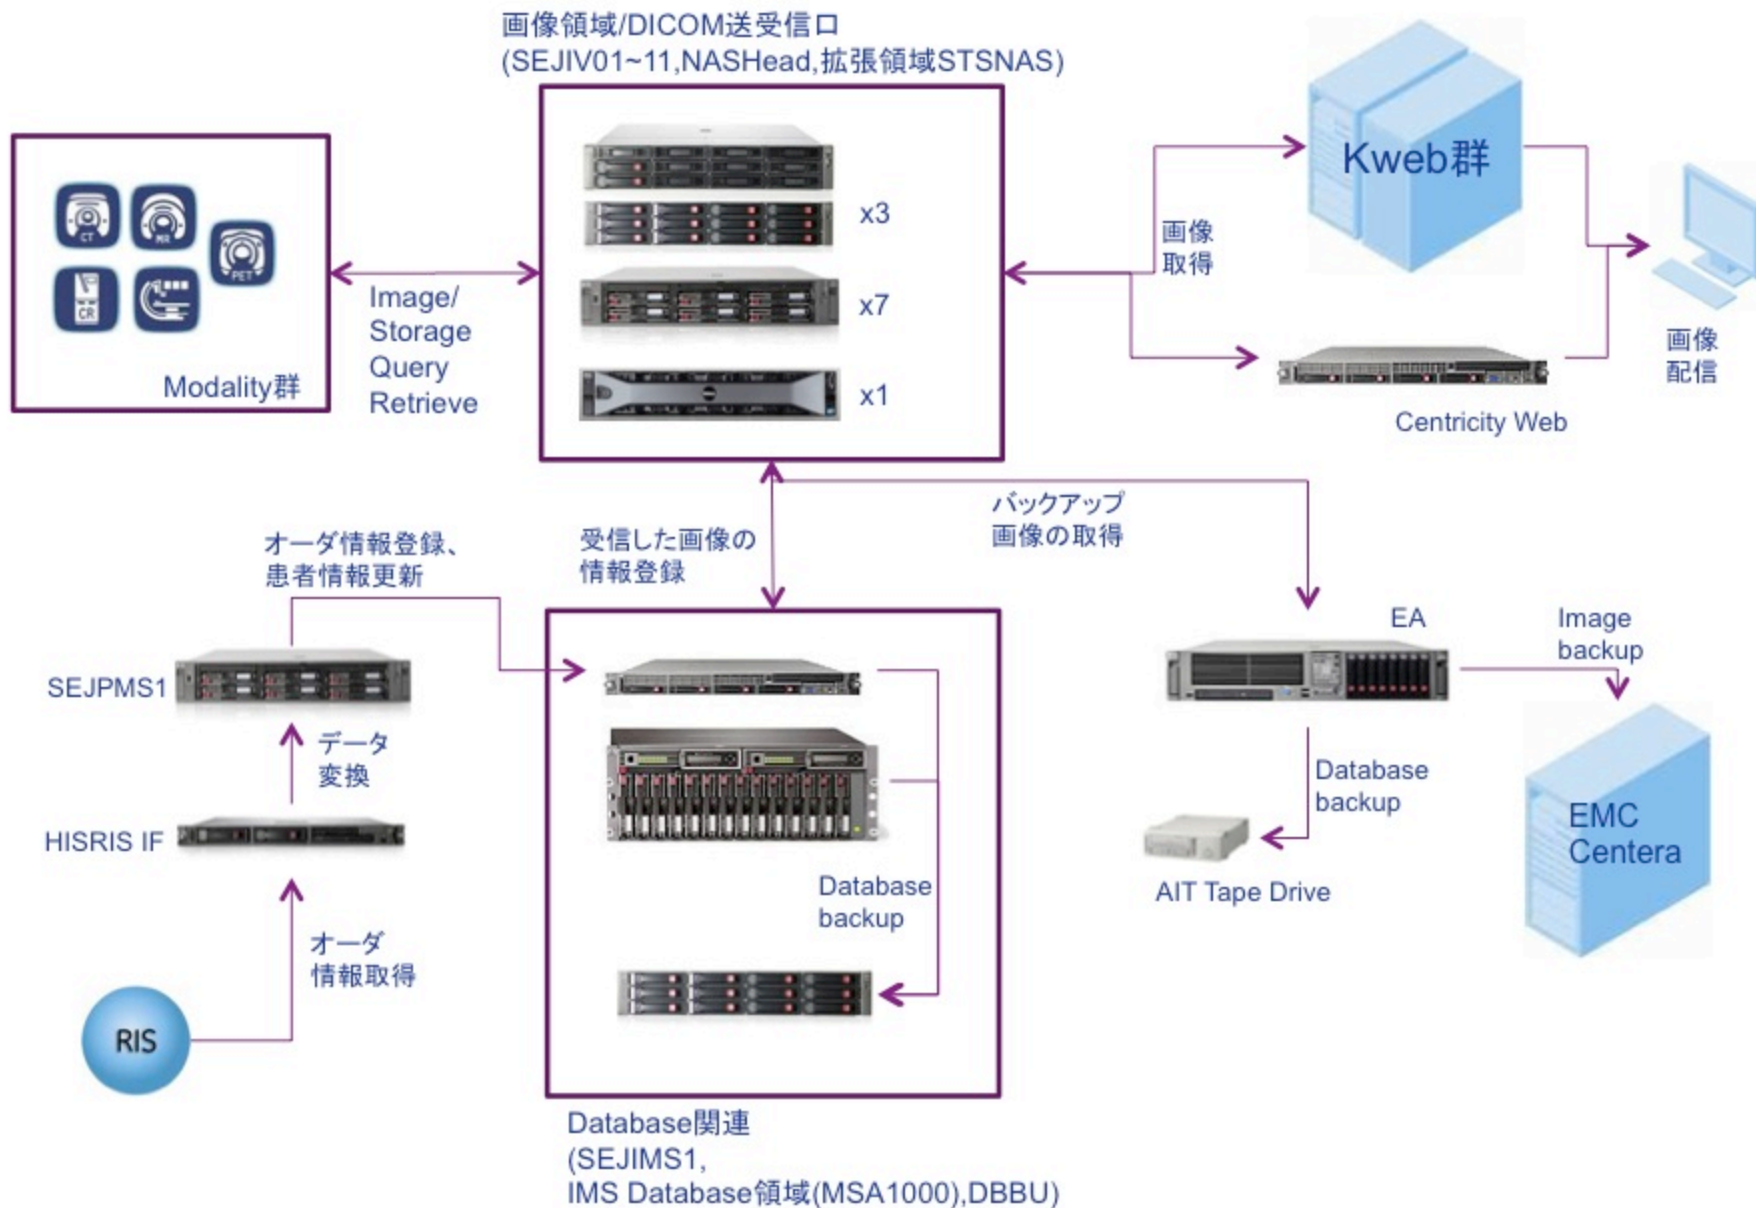 画像領域/DICOM送受信口
(SEJIV01~11,NASHead,拡張領域STSNAS)
x3
x7
x1
CT
MR
PET
CR
Modality群
Image/
Storage
Query
Retrieve
Kweb群
画像
取得
画像
配信
Centricity Web
オーダ情報登録、
患者情報更新
受信した画像の
情報登録
バックアップ
画像の取得
SEJPMS1
データ
変換
HISRIS IF
オーダ
情報取得
RIS
Database
backup
Database関連
(SEJIMS1,
IMS Database領域(MSA1000),DBBU)
EA
Image
backup
Database
backup
AIT Tape Drive
EMC
Centera